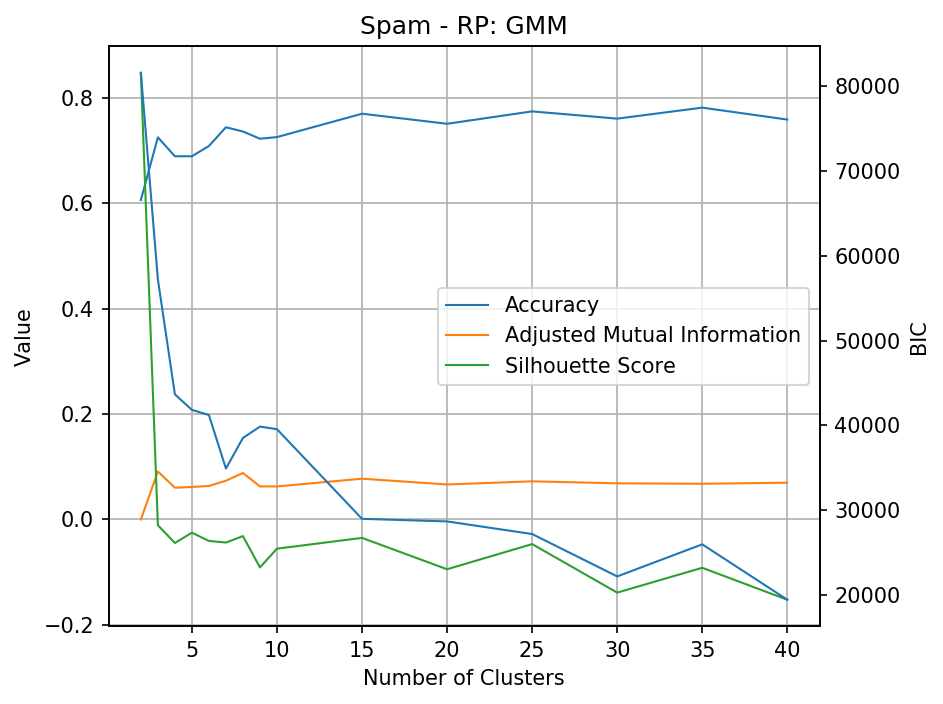 Spam - RP: GMM
0.8
0.6
0.4
0.2
0.0
−0.2
Value
80000
70000
60000
50000
40000
30000
20000
BIC
Accuracy
Adjusted Mutual Information
Silhouette Score
5 10 15 20 25 30 35 40
Number of Clusters